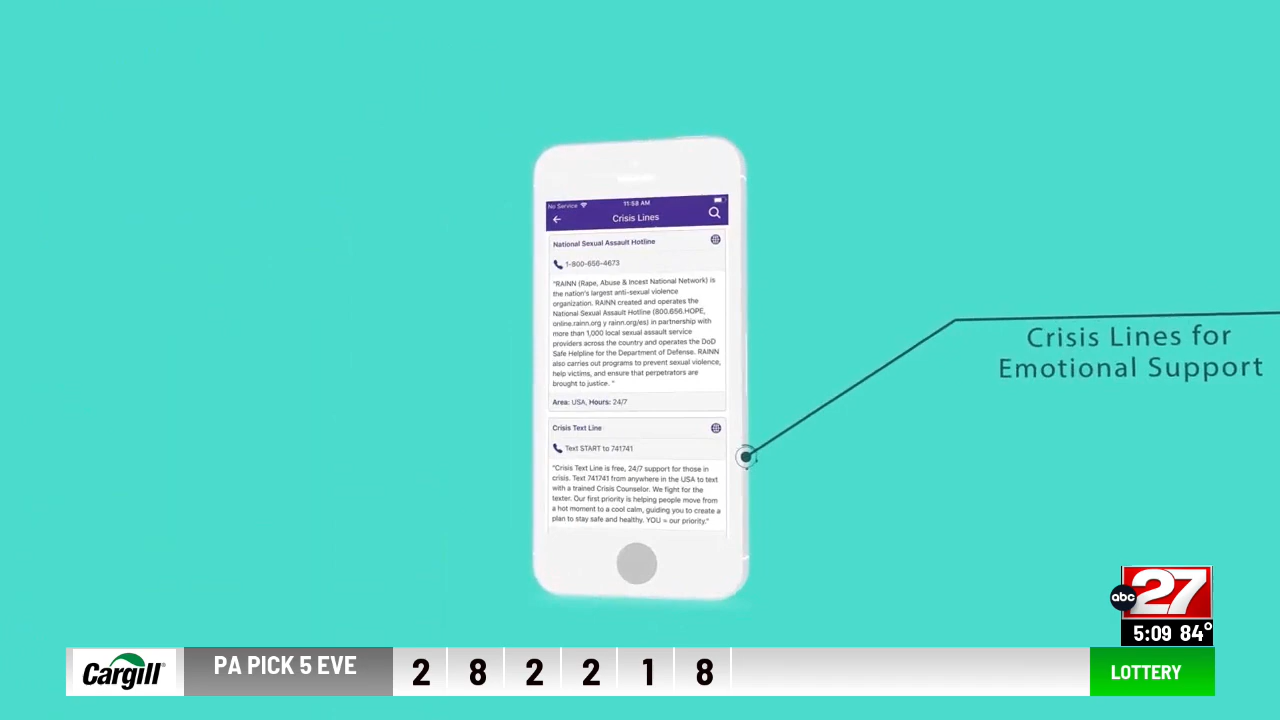 No Service
11:58 AM
Crisis Lines
National Sexual Assault Hotline
1-800-656-4673
"RAINN (Rape, Abuse & Incest National Network) is
the nation's largest anti-sexual violence
organization. RAINN created and operates the
National Sexual Assault Hotline (800.656.HOPE,
online.rainn.org y rainn.org/es) in partnership with
more than 1,000 local sexual assault service
providers across the country and operates the DoD
Safe Helpline for the Department of Defense. RAINN
also carries out programs to prevent sexual violence,
help victims, and ensure that perpetrators are
brought to justice. "
Area: USA, Hours: 24/7
Crisis Text Line
Text START to 741741
"Crisis Text Line is free, 24/7 support for those in
crisis. Text 741741 from anywhere in the USA to text
with a trained Crisis Counselor. We fight for the
texter. Our first priority is helping people move from
a hot moment to a cool calm, guiding you to create a
plan to stay safe and healthy. YOU = our priority."
Crisis Lines for
Emotional Support
abc 27
5:09 84°
Cargill PA PICK 5 EVE 2 8 2 2 1 8 LOTTERY